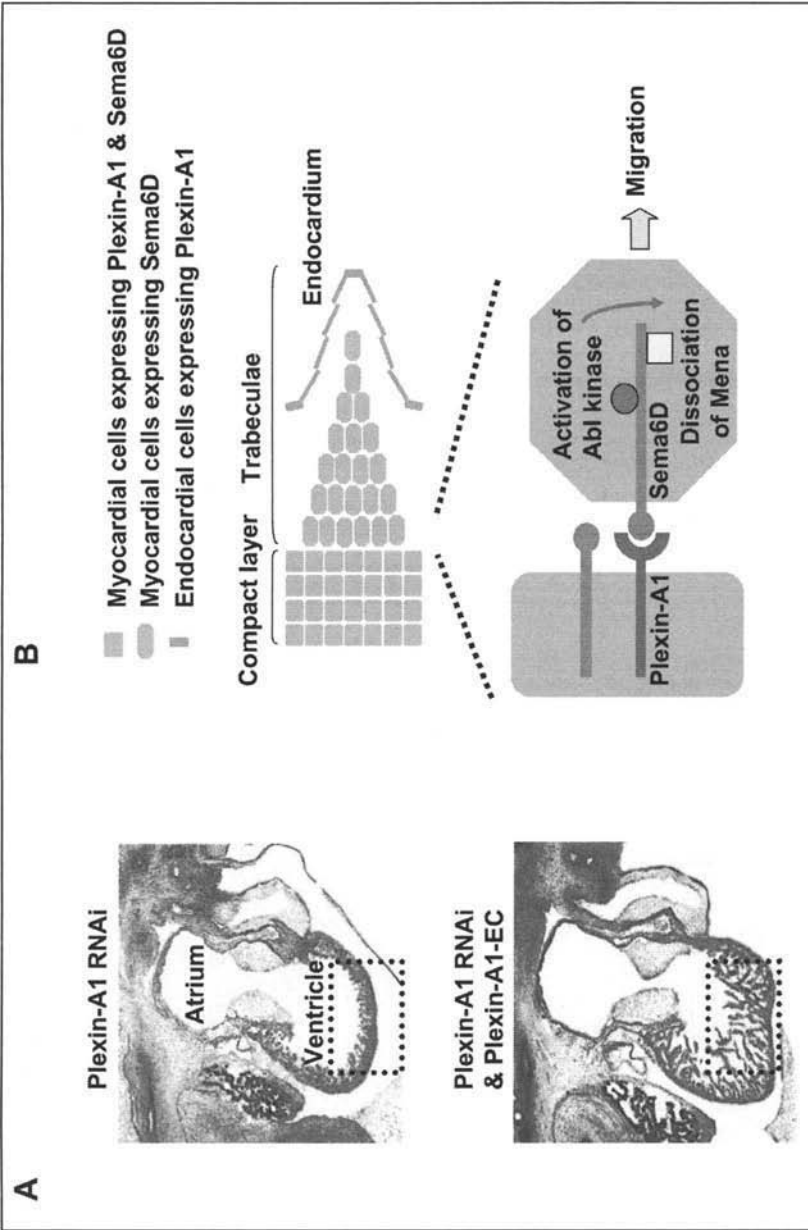 A
Plexin-A1 RNAi
Atrium
Ventricle
Plexin-A1 RNAi
& Plexin-A1-EC
B
Myocardial cells expressing Plexin-A1 & Sema6D
Myocardial cells expressing Sema6D
Endocardial cells expressing Plexin-A1
Compact layer
Trabeculae
Endocardium
Plexin-A1
Activation of
Abl kinase
Sema6D
Dissociation
of Mena
Migration